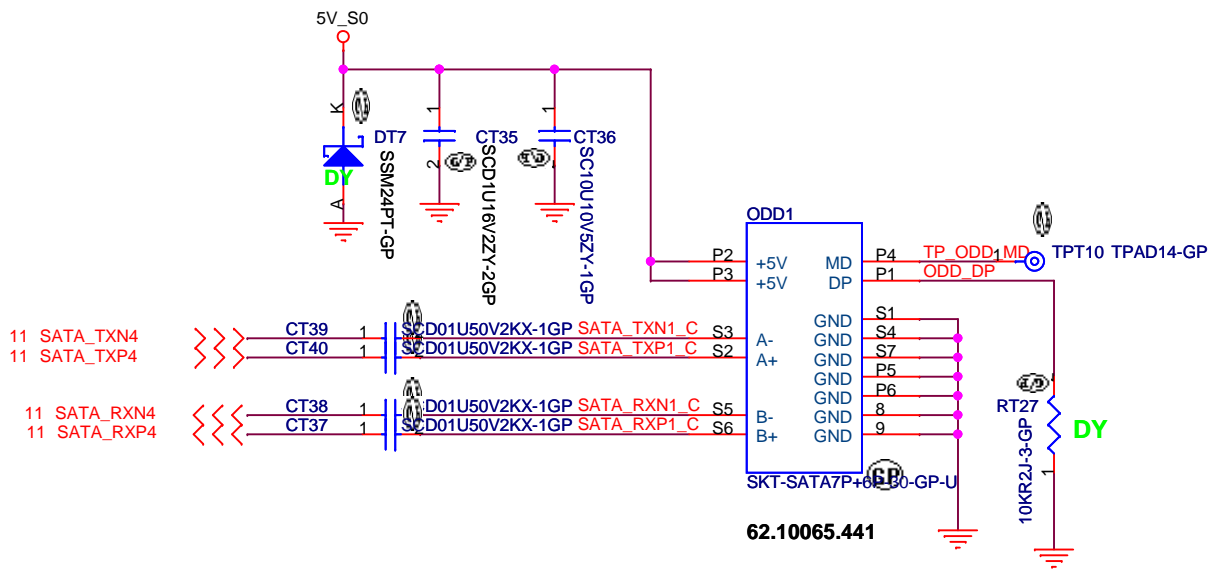 5V_S0
K
DT7
SSM24PT-GP
DY
A
1
CT35
2
SCD1U16V2ZY-2GP
1
CT36
SC10U10V5ZY-1GP
ODD1
P2 +5V MD P4 TP_ODD_MD 1 TPT10 TPAD14-GP
P3 +5V DP P1 ODD_DP
GND S1
11 SATA_TXN4 CT39 1 SCD01U50V2KX-1GP SATA_TXN1_C S3 A- GND S4
11 SATA_TXP4 CT40 1 SCD01U50V2KX-1GP SATA_TXP1_C S2 A+ GND S7
GND P5
GND P6
11 SATA_RXN4 CT38 1 D01U50V2KX-1GP SATA_RXN1_C S5 B- GND 8
11 SATA_RXP4 CT37 1 SCD01U50V2KX-1GP SATA_RXP1_C S6 B+ GND 9
RT27
10KR2J-3-GP
DY
1
GP
62.10065.441